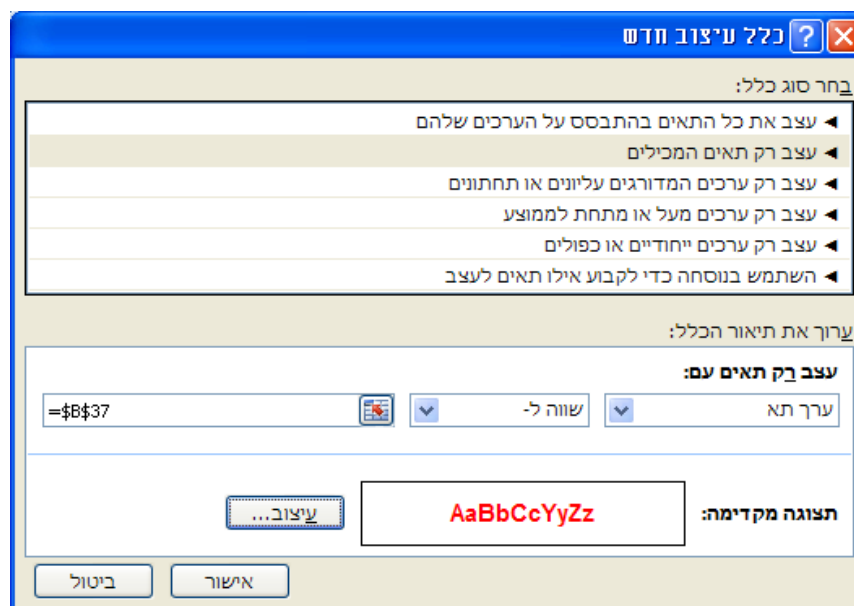 כלל עיצוב חדש
בחר סוג כלל:
◄ עצב את כל התאים בהתבסס על הערכים שלהם
◄ עצב רק תאים המכילים
◄ עצב רק ערכים המדורגים עליונים או תחתונים
◄ עצב רק ערכים מעל או מתחת לממוצע
◄ עצב רק ערכים ייחודיים או כפולים
◄ השתמש בנוסחה כדי לקבוע אילו תאים לעצב
ערוך את תיאור הכלל:
עצב רק תאים עם:
ערך תא שווה ל- =$B$37
תצוגה מקדימה: AaBbCcYyZz עיצוב...
אישור ביטול